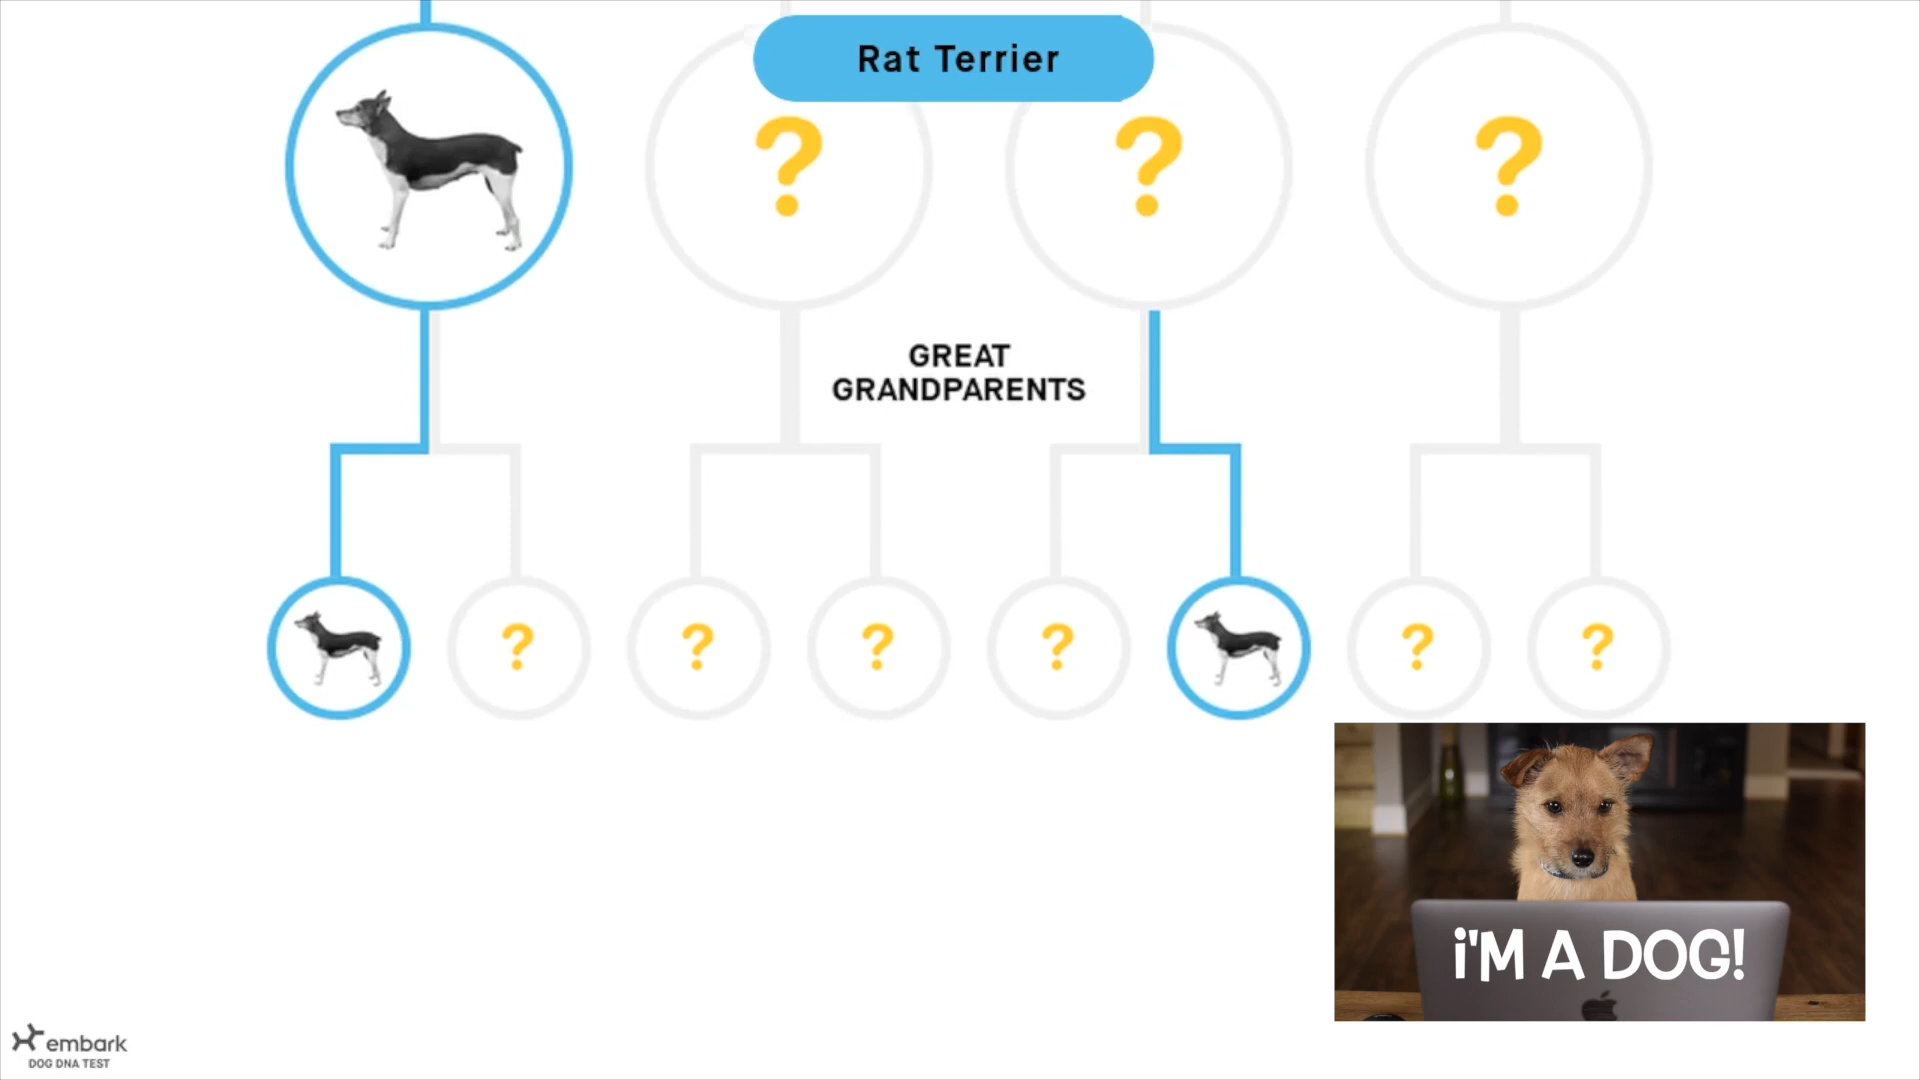 Rat Terrier
?
?
?
GREAT
GRANDPARENTS
?
?
?
?
?
?
i'M A DOG!
embark
DOG DNA TEST